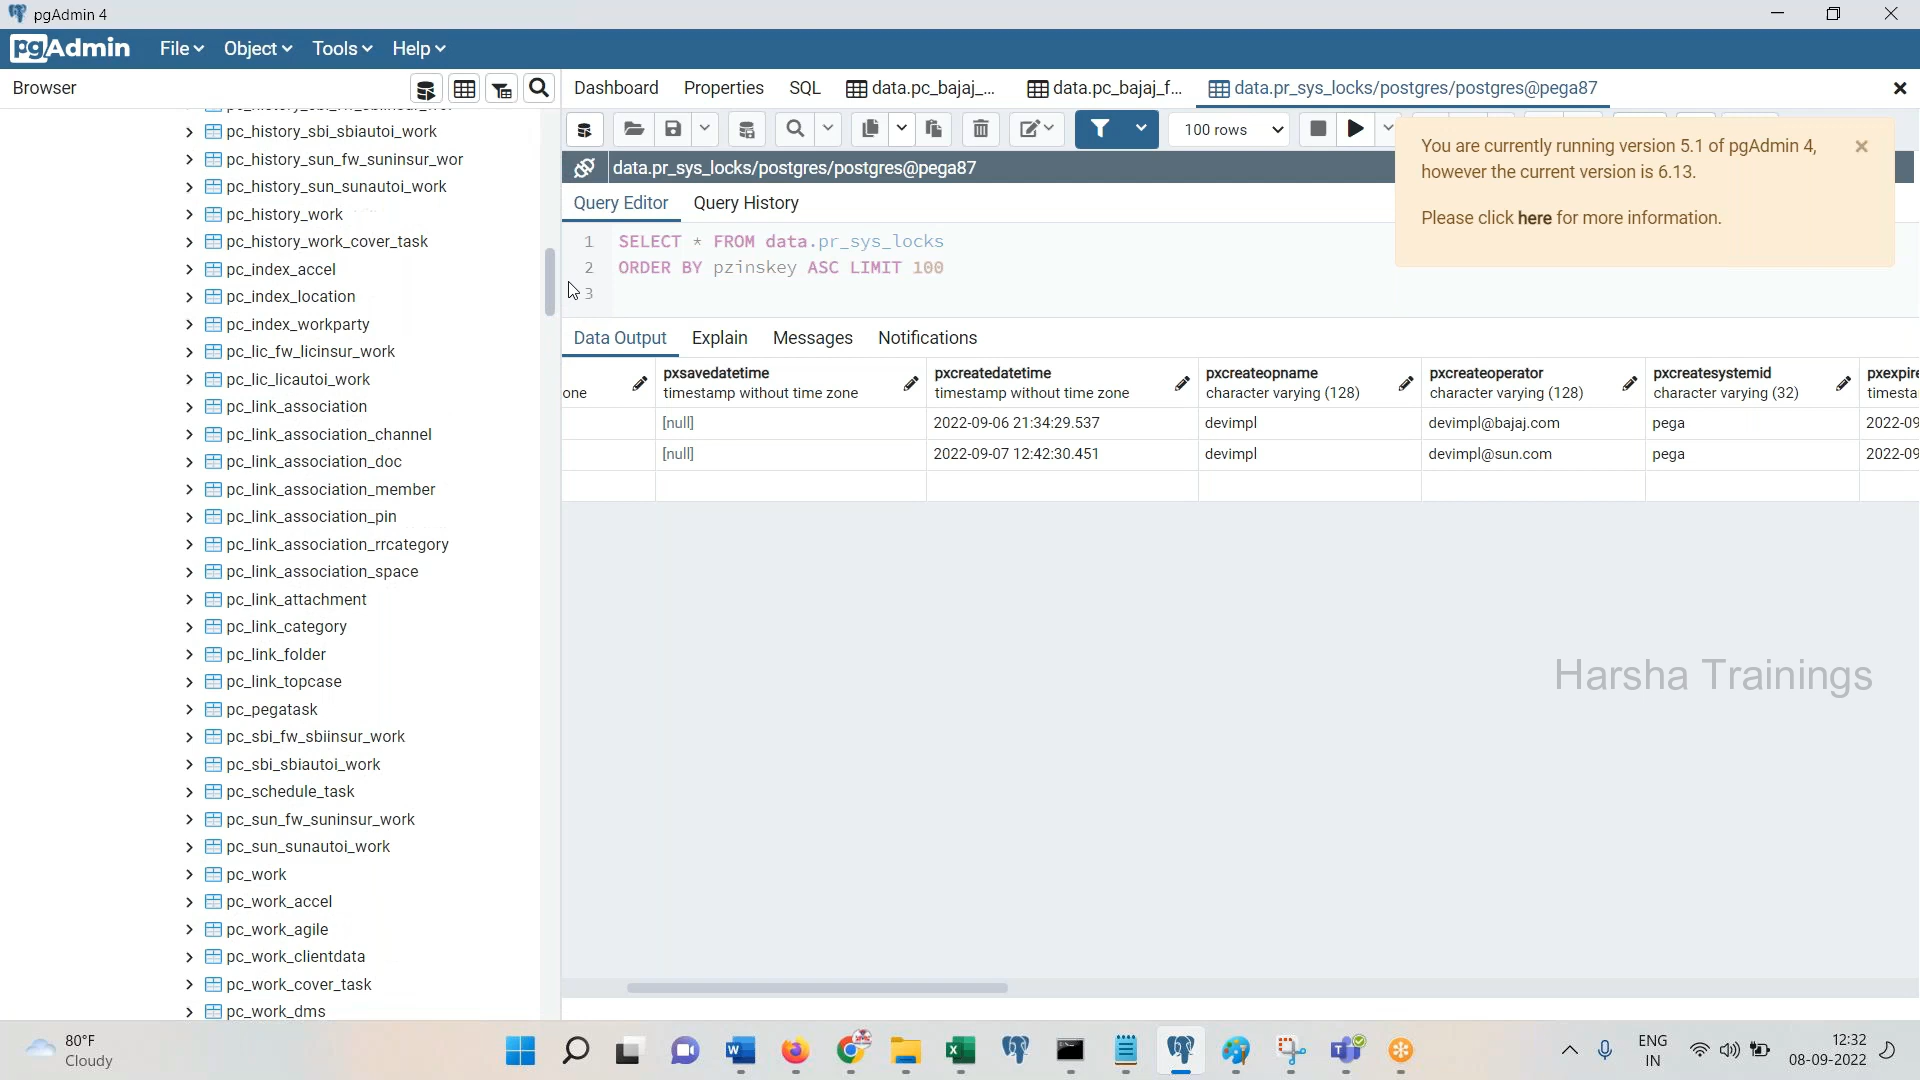 pgAdmin 4
pgAdmin File Object Tools Help
Browser
Dashboard Properties SQL data.pc_bajaj_... data.pc_bajaj_f... data.pr_sys_locks/postgres/postgres@pega87
100 rows
data.pr_sys_locks/postgres/postgres@pega87
You are currently running version 5.1 of pgAdmin 4,
however the current version is 6.13.
Please click here for more information.
Query Editor Query History
1 SELECT * FROM data.pr_sys_locks
2 ORDER BY pzinskey ASC LIMIT 100
3
Data Output Explain Messages Notifications
pxsavedatetime pxcreatedatetime pxcreateopname pxcreateoperator pxcreatesystemid pxexpire
one timestamp without time zone timestamp without time zone character varying (128) character varying (128) character varying (32) timesta
[null] 2022-09-06 21:34:29.537 devimpl devimpl@bajaj.com pega 2022-09
[null] 2022-09-07 12:42:30.451 devimpl devimpl@sun.com pega 2022-09
pc_history_sbi_sbiautoi_work
pc_history_sun_fw_suninsur_wor
pc_history_sun_sunautoi_work
pc_history_work
pc_history_work_cover_task
pc_index_accel
pc_index_location
pc_index_workparty
pc_lic_fw_licinsur_work
pc_lic_licautoi_work
pc_link_association
pc_link_association_channel
pc_link_association_doc
pc_link_association_member
pc_link_association_pin
pc_link_association_rrcategory
pc_link_association_space
pc_link_attachment
pc_link_category
pc_link_folder
pc_link_topcase
pc_pegatask
pc_sbi_fw_sbiinsur_work
pc_sbi_sbiautoi_work
pc_schedule_task
pc_sun_fw_suninsur_work
pc_sun_sunautoi_work
pc_work
pc_work_accel
pc_work_agile
pc_work_clientdata
pc_work_cover_task
pc_work_dms
Harsha Trainings
80°F
Cloudy
ENG
IN
12:32
08-09-2022